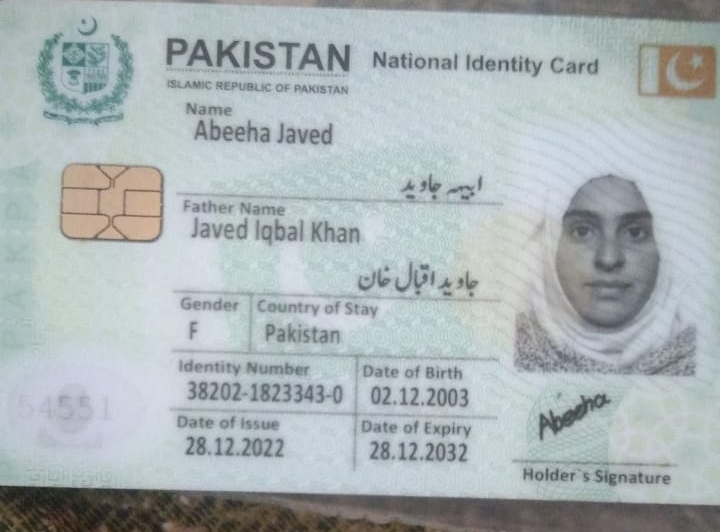 PAKISTAN National Identity Card
ISLAMIC REPUBLIC OF PAKISTAN
Name
Abeeha Javed
ابیہہ جاوید
Father Name
Javed Iqbal Khan
جاوید اقبال خان
Gender Country of Stay
F Pakistan
Identity Number Date of Birth
38202-1823343-0 02.12.2003
Date of Issue Date of Expiry
28.12.2022 28.12.2032
54551
Abeeha
Holder`s Signature